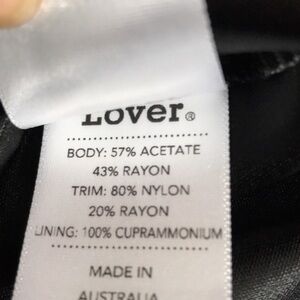 Lover®
BODY: 57% ACETATE
43% RAYON
TRIM: 80% NYLON
20% RAYON
LINING: 100% CUPRAMMONIUM
MADE IN
AUSTRALIA